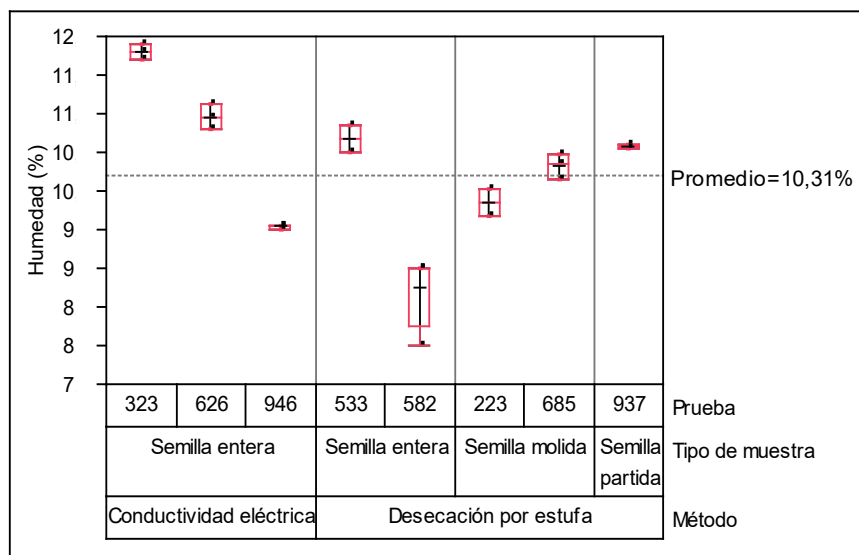 12
11
11
10
10
9
9
8
8
7
Humedad (%)
Promedio=10,31%
323 626 946 533 582 223 685 937 Prueba
Semilla entera Semilla entera Semilla molida Semilla partida Tipo de muestra
Conductividad eléctrica Desecación por estufa Método